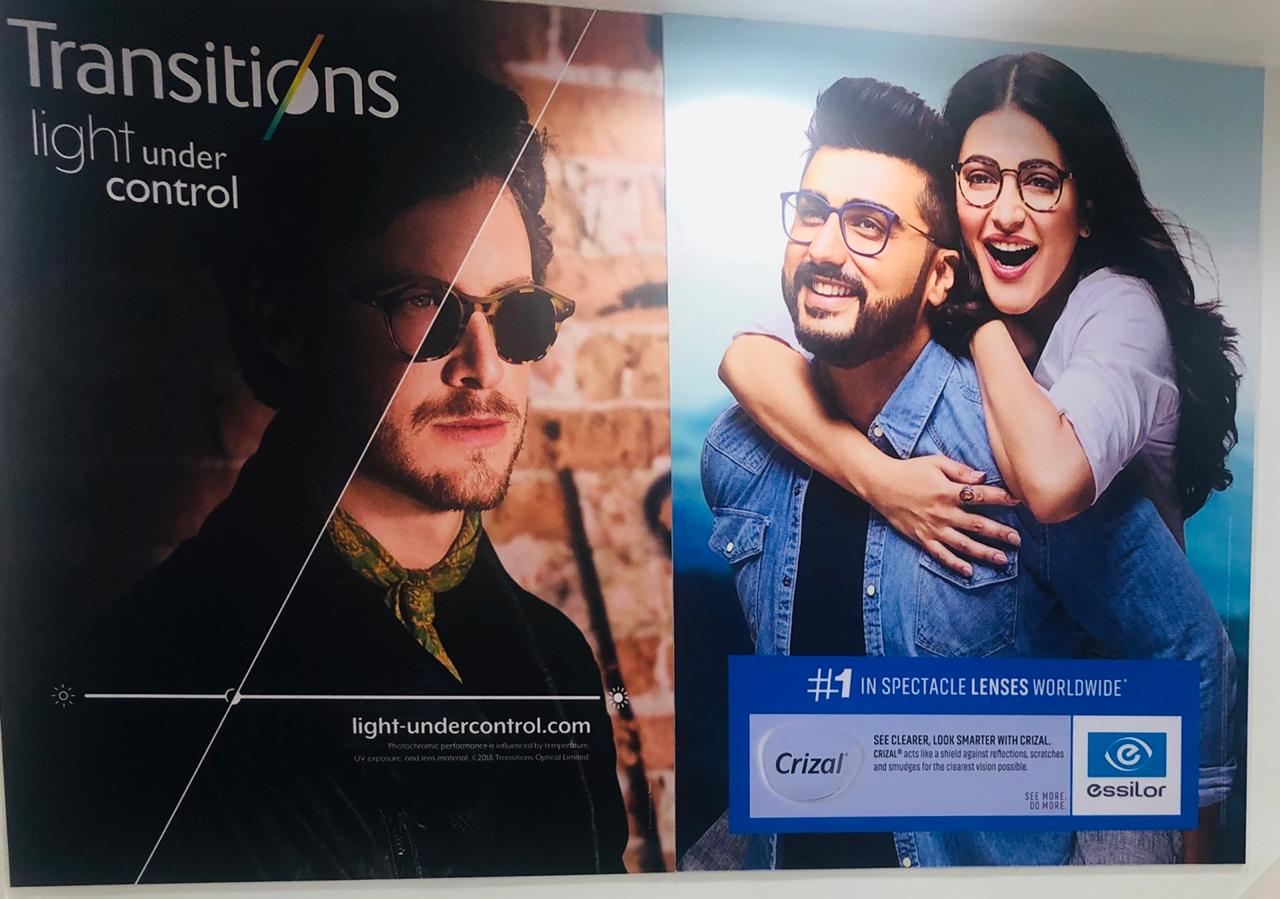 Transitions
light under
control
light-undercontrol.com
Photochromic performance is influenced by temperature,
UV exposure, and lens material. ©2018 Transitions Optical Limited.
#1 IN SPECTACLE LENSES WORLDWIDE*
Crizal®
SEE CLEARER, LOOK SMARTER WITH CRIZAL.
CRIZAL® acts like a shield against reflections, scratches
and smudges for the clearest vision possible.
SEE MORE.
DO MORE.
essilor